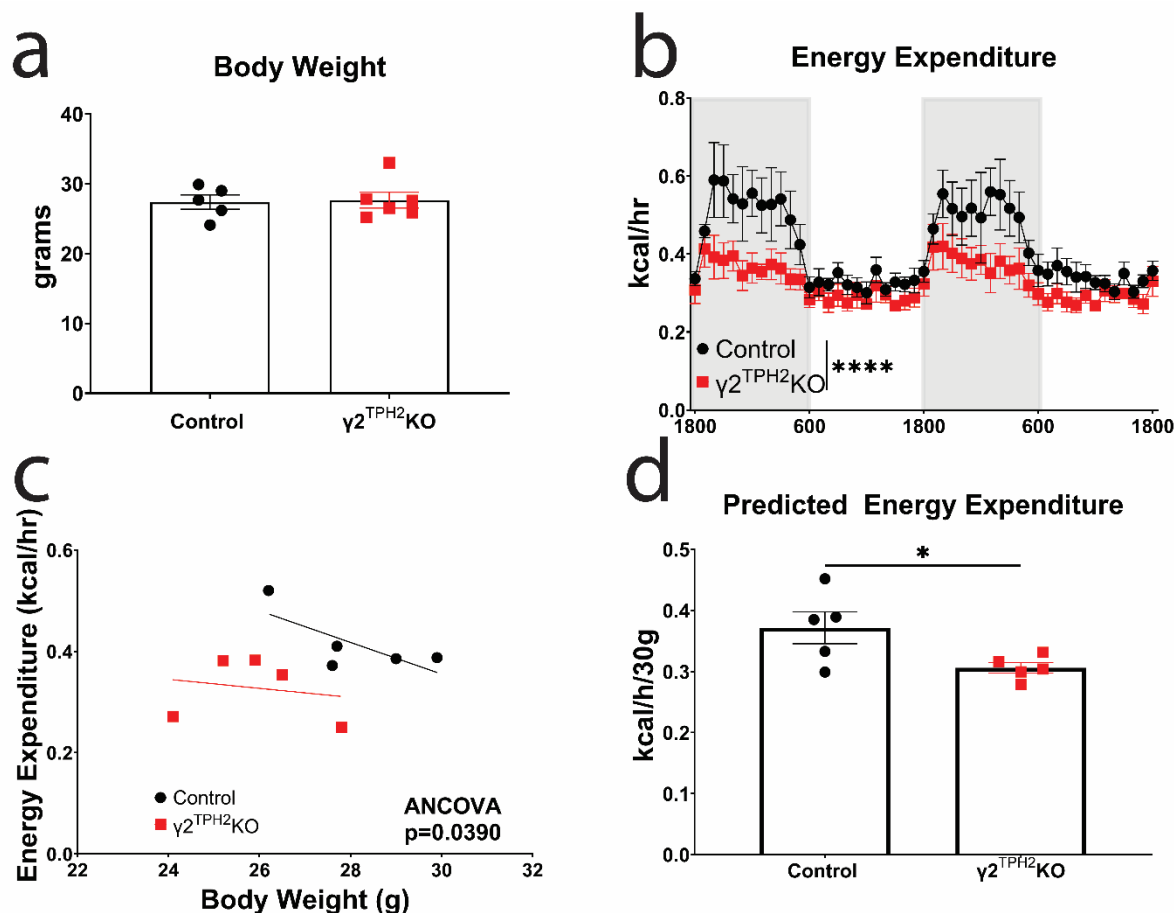 a
Body Weight
grams
40
30
20
10
0
Control
γ2TPH2KO
b
Energy Expenditure
kcal/hr
0.8
0.6
0.4
0.2
0.0
Control
γ2TPH2KO
****
1800
600
1800
600
1800
c
Energy Expenditure (kcal/hr)
0.6
0.4
0.2
0.0
Control
γ2TPH2KO
ANCOVA
p=0.0390
22
24
26
28
30
32
Body Weight (g)
d
Predicted Energy Expenditure
kcal/h/30g
*
0.5
0.4
0.3
0.2
0.1
0.0
Control
γ2TPH2KO